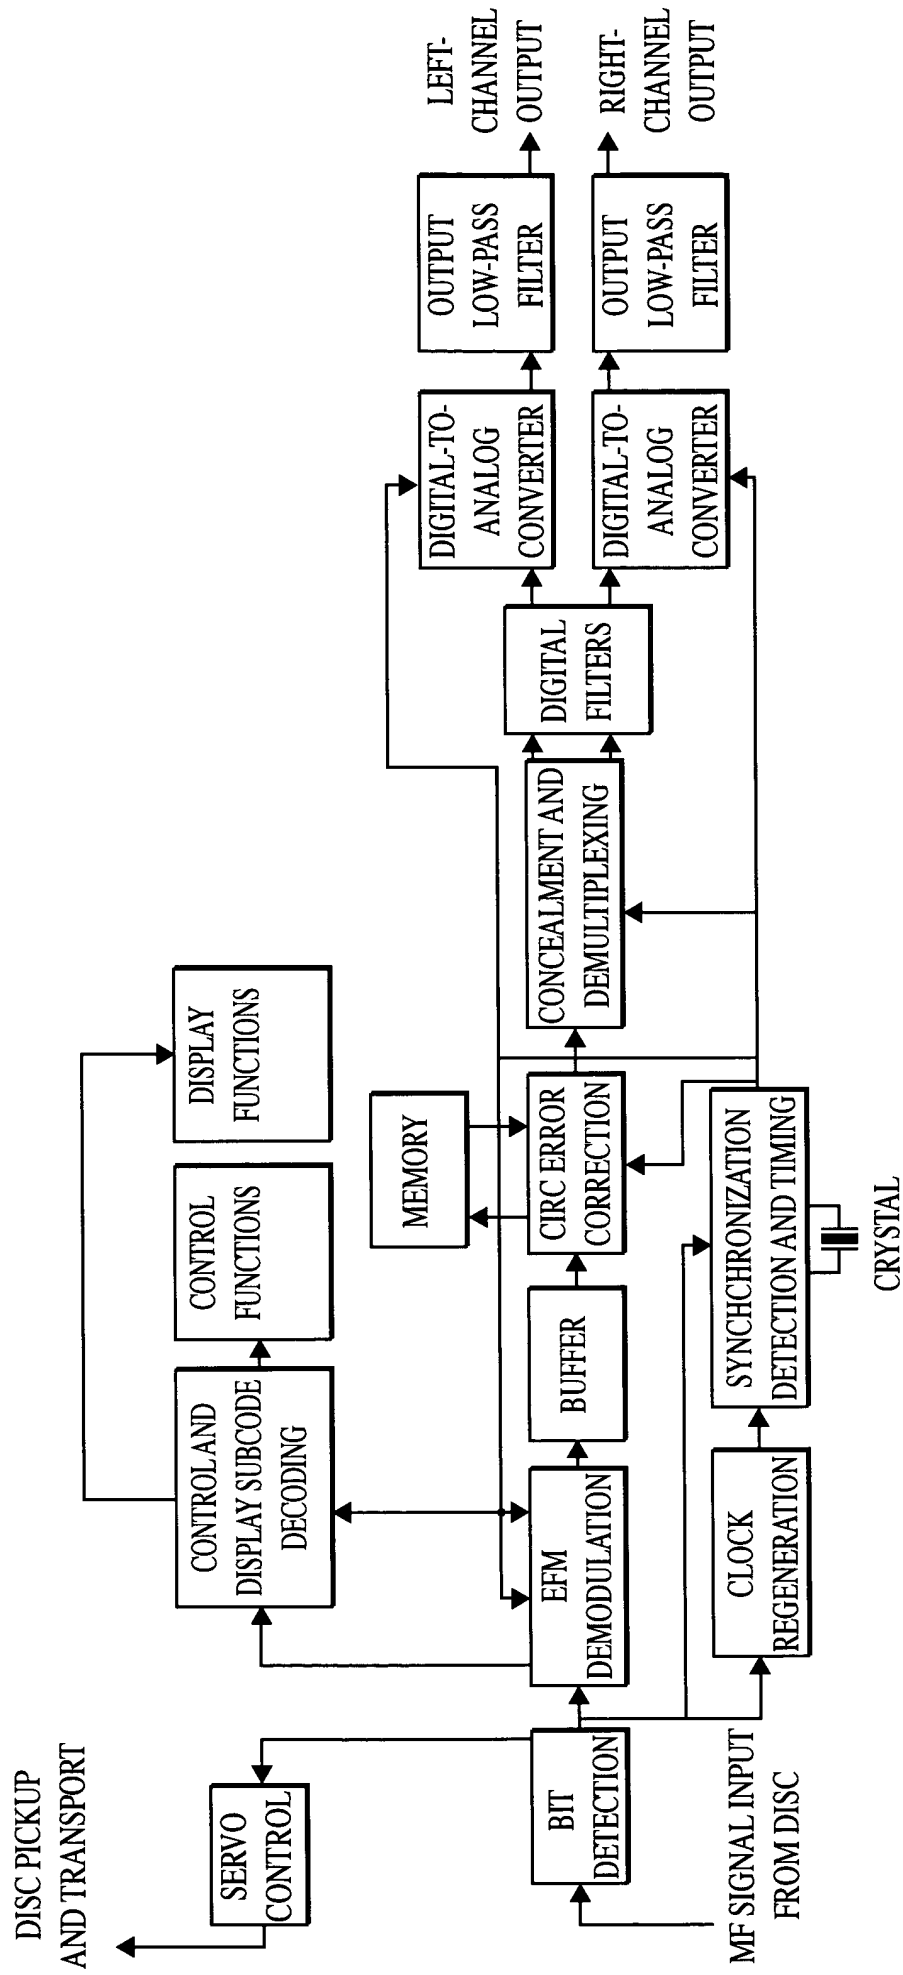 DISC PICKUP
AND TRANSPORT
SERVO
CONTROL
MF SIGNAL INPUT
FROM DISC
BIT
DETECTION
EFM
DEMODULATION
CONTROL AND
DISPLAY SUBCODE
DECODING
CONTROL
FUNCTIONS
DISPLAY
FUNCTIONS
CLOCK
REGENERATION
SYNCHCHRONIZATION
DETECTION AND TIMING
CRYSTAL
BUFFER
MEMORY
CIRC ERROR
CORRECTION
CONCEALMENT AND
DEMULTIPLEXING
DIGITAL
FILTERS
DIGITAL-TO-
ANALOG
CONVERTER
DIGITAL-TO-
ANALOG
CONVERTER
OUTPUT
LOW-PASS
FILTER
OUTPUT
LOW-PASS
FILTER
LEFT-
CHANNEL
OUTPUT
RIGHT-
CHANNEL
OUTPUT